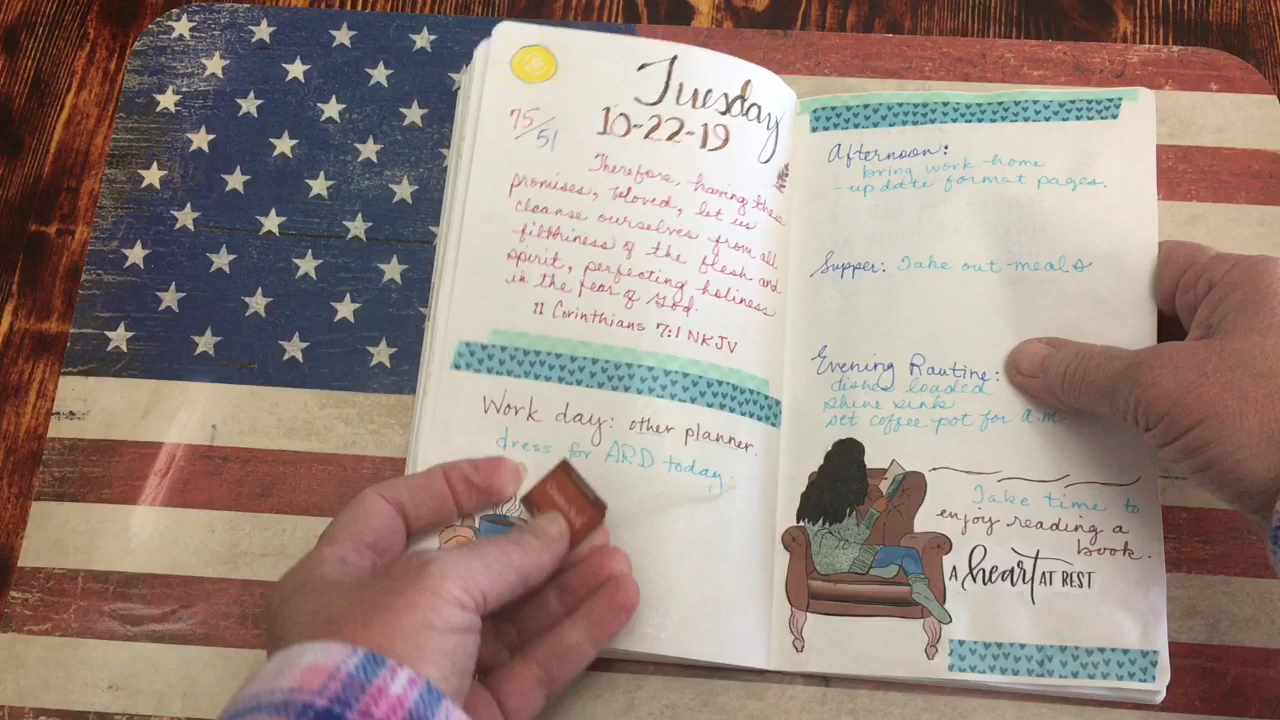 Tuesday
10-22-19
75/51
Therefore, having these
promises, beloved, let us
cleanse ourselves from all
filthiness of the flesh and
spirit, perfecting holiness
in the fear of God.
II Corinthians 7:1 NKJV
Work day: other planner.
dress for ARD today.
Afternoon:
bring work home
-update format pages.
Supper: Take out meals
Evening Routine:
dishes loaded
shine sink
set coffee pot for a.m.
Take time to
enjoy reading a
book.
A heart AT REST